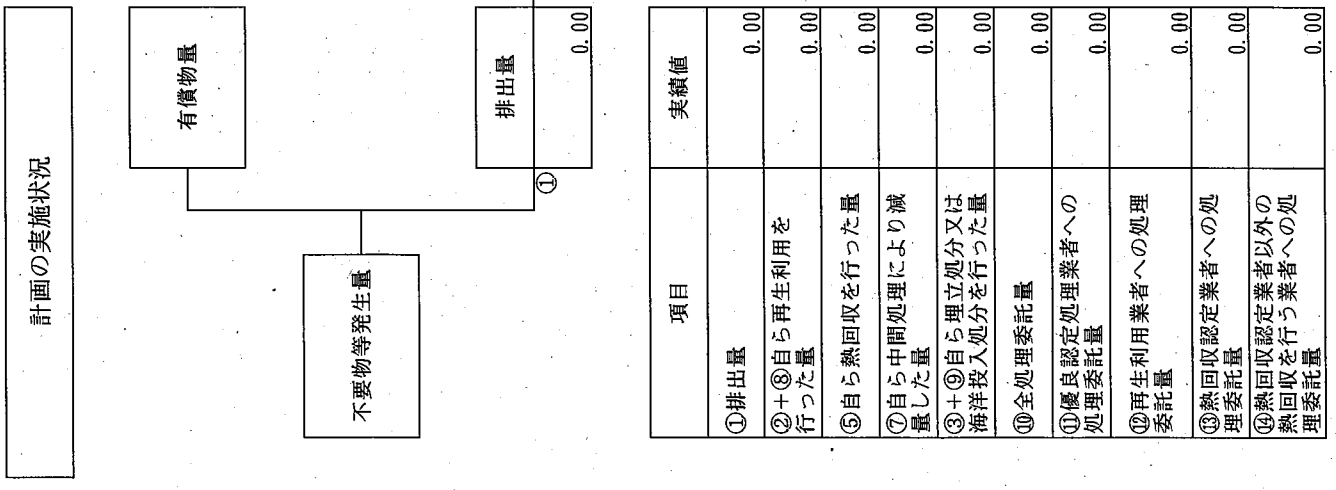 計画の実施状況
有償物量
不要物等発生量
排出量
①
0.00
項目 実績値
①排出量 0.00
②+⑧自ら再生利用を
行った量 0.00
⑤自ら熱回収を行った量 0.00
⑦自ら中間処理により減
量した量 0.00
③+⑨自ら埋立処分又は
海洋投入処分を行った量 0.00
⑩全処理委託量 0.00
⑪優良認定処理業者への
処理委託量 0.00
⑫再生利用業者への処理
委託量 0.00
⑬熱回収認定業者への処
理委託量 0.00
⑭熱回収認定業者以外の
熱回収を行う業者への処
理委託量 0.00